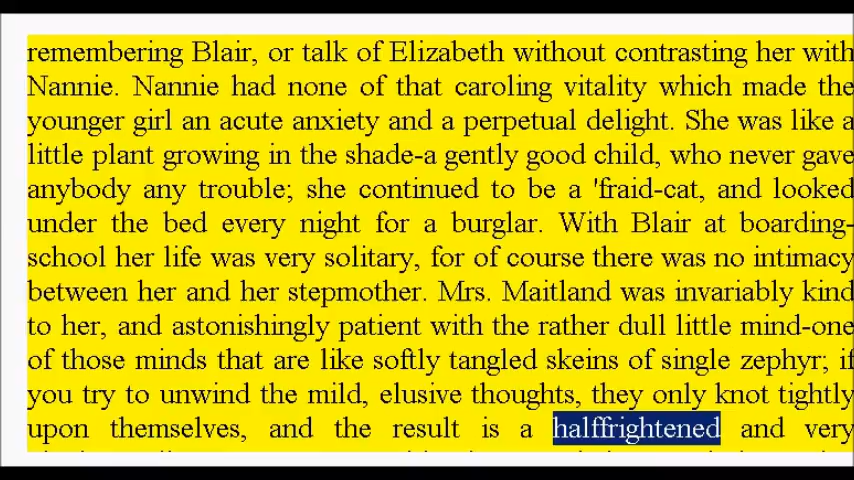 remembering Blair, or talk of Elizabeth without contrasting her with
Nannie. Nannie had none of that caroling vitality which made the
younger girl an acute anxiety and a perpetual delight. She was like a
little plant growing in the shade-a gently good child, who never gave
anybody any trouble; she continued to be a 'fraid-cat, and looked
under the bed every night for a burglar. With Blair at boarding-
school her life was very solitary, for of course there was no intimacy
between her and her stepmother. Mrs. Maitland was invariably kind
to her, and astonishingly patient with the rather dull little mind-one
of those minds that are like softly tangled skeins of single zephyr; if
you try to unwind the mild, elusive thoughts, they only knot tightly
upon themselves, and the result is a halffrightened and very